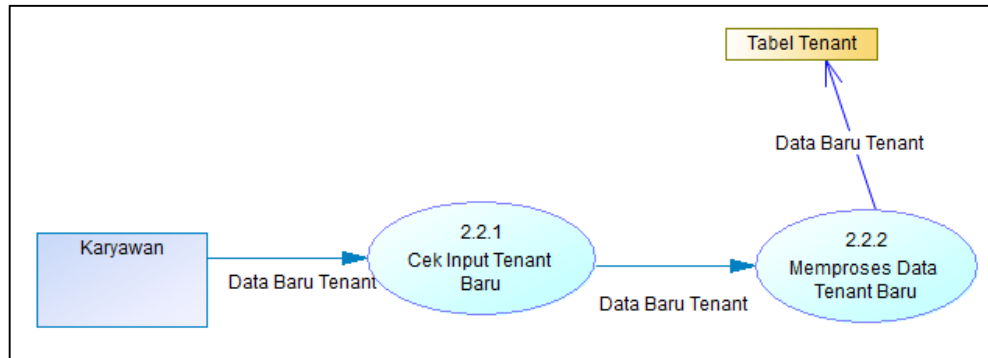 Tabel Tenant
Data Baru Tenant
Karyawan
Data Baru Tenant
2.2.1
Cek Input Tenant
Baru
Data Baru Tenant
2.2.2
Memproses Data
Tenant Baru